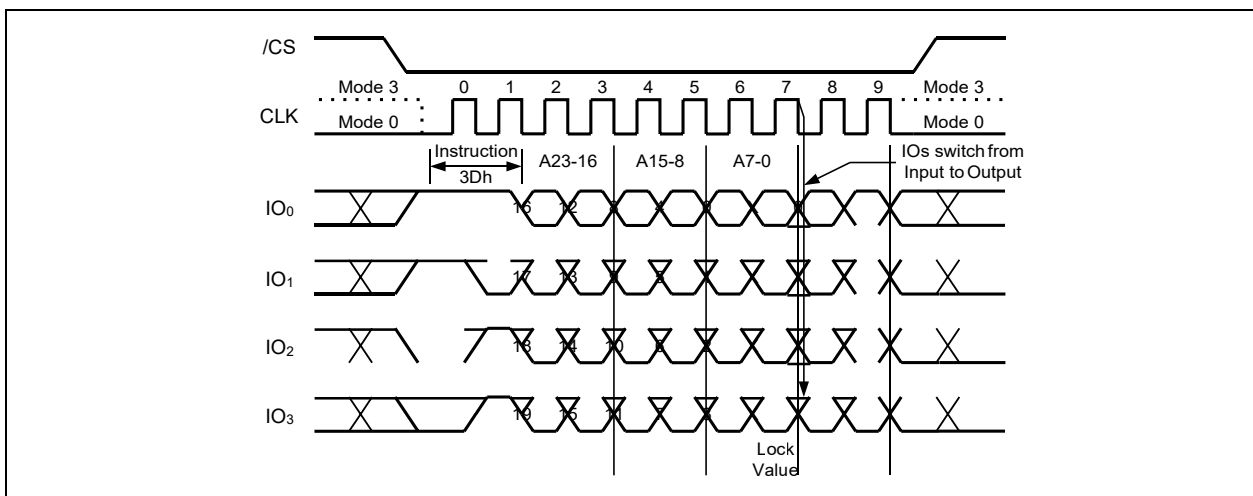 /CS
Mode 3 0 1 2 3 4 5 6 7 8 9 Mode 3
CLK
Mode 0 Mode 0
Instruction A23-16 A15-8 A7-0 IOs switch from
3Dh Input to Output
IO0 16 12
IO1 17 13
IO2 18 14 10 6
IO3 19 15 11
Lock
Value